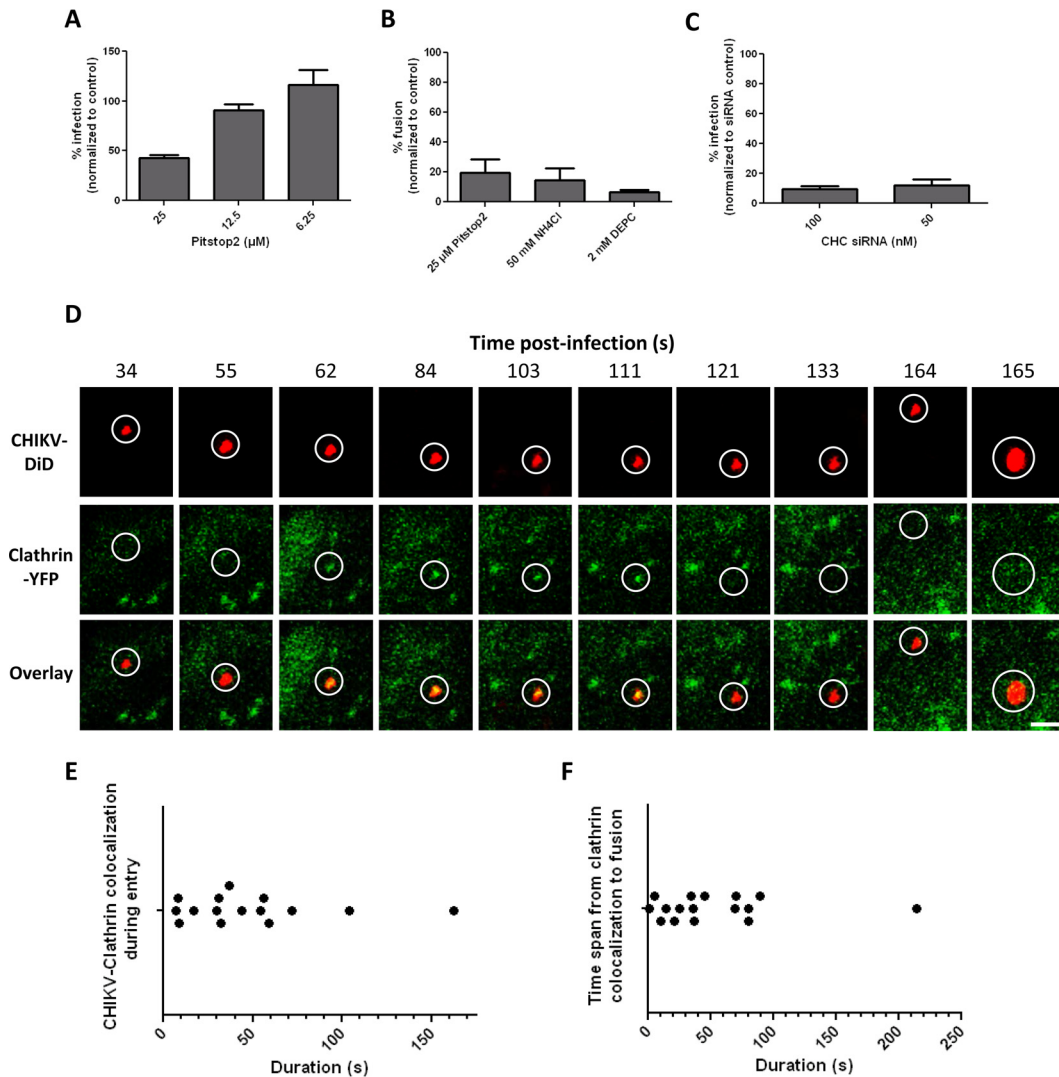 A
% infection
(normalized to control)
150
100
50
0
25
12.5
6.25
Pitstop2 (µM)
B
% fusion
(normalized to control)
100
80
60
40
20
0
25 µM Pitstop2
50 mM NH4Cl
2 mM DEPC
C
% infection
(normalized to siRNA control)
100
80
60
40
20
0
100
50
CHC siRNA (nM)
D
Time post-infection (s)
34 55 62 84 103 111 121 133 164 165
CHIKV-
DiD
Clathrin
-YFP
Overlay
E
CHIKV-Clathrin colocalization
during entry
0 50 100 150
Duration (s)
F
Time span from clathrin
colocalization to fusion
0 50 100 150 200 250
Duration (s)